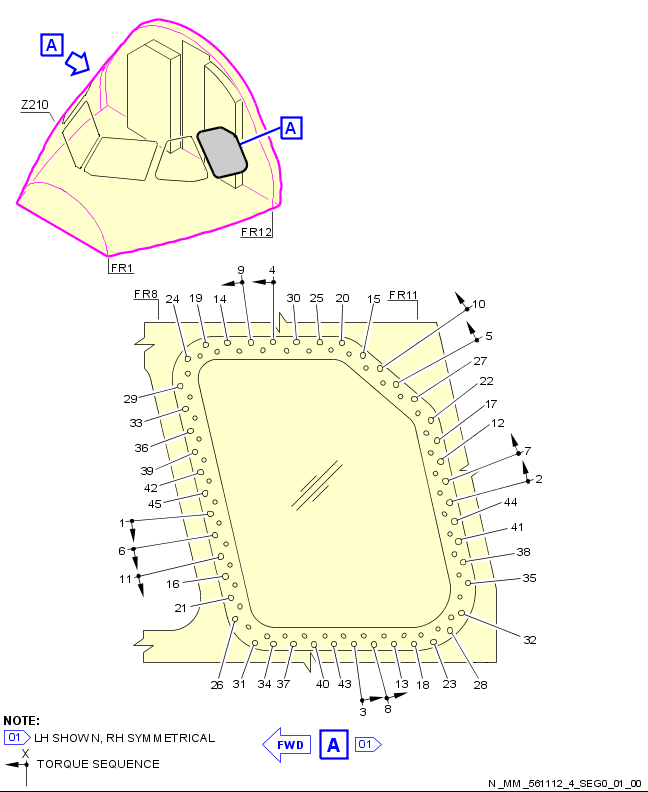 A
Z210
A
FR12
FR1
9 4
FR8 FR11
24 19 14 30 25 20 15 10
5
27
22
29
17
33
12
36
7
39
2
42
44
45
1 41
6 38
11 35
16
21
32
26 31 34 37 40 43 13 18 23 28
3 8
NOTE:
01 LH SHOWN, RH SYMMETRICAL
X
TORQUE SEQUENCE
FWD A 01
N_MM_561112_4_SEG0_01_00